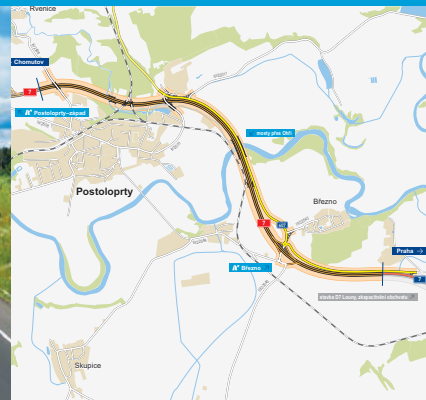 Rvenice
Chomutov
7
Postoloprty–západ
mosty přes Ohři
Postoloprty
Březno
7
Praha →
Březno
7
stavba D7 Louny, zkapacitnění obchvatu
Skupice